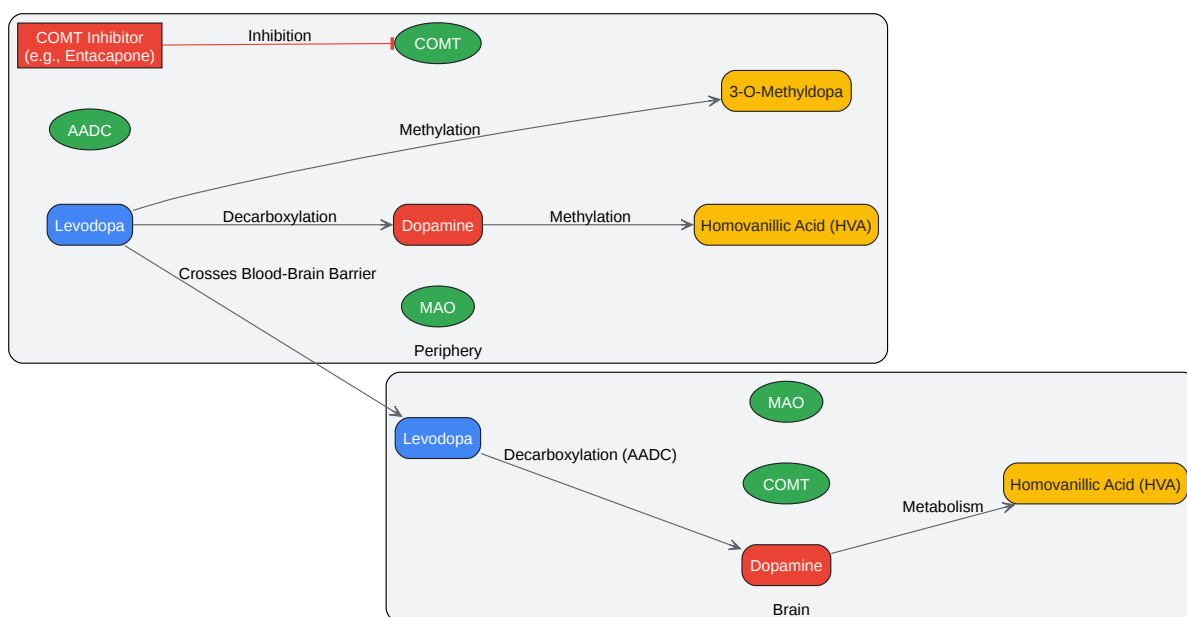 COMT Inhibitor
(e.g., Entacapone)
Inhibition
COMT
3-O-Methyldopa
AADC
Methylation
Levodopa
Decarboxylation
Dopamine
Methylation
Homovanillic Acid (HVA)
Crosses Blood-Brain Barrier
MAO
Periphery
MAO
Levodopa
Decarboxylation (AADC)
COMT
Homovanillic Acid (HVA)
Metabolism
Dopamine
Brain